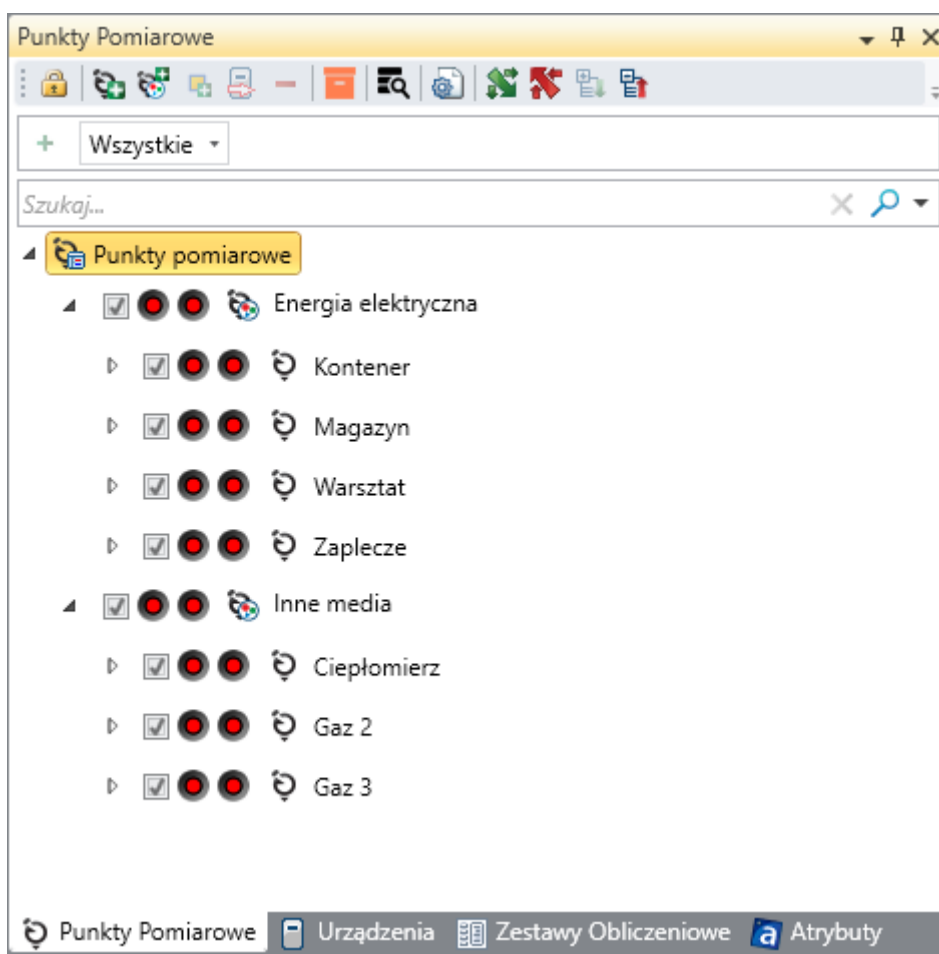 Punkty Pomiarowe
Wszystkie
Szukaj...
Punkty pomiarowe
Energia elektryczna
Kontener
Magazyn
Warsztat
Zaplecze
Inne media
Ciepłomierz
Gaz 2
Gaz 3
Punkty Pomiarowe Urządzenia Zestawy Obliczeniowe a Atrybuty